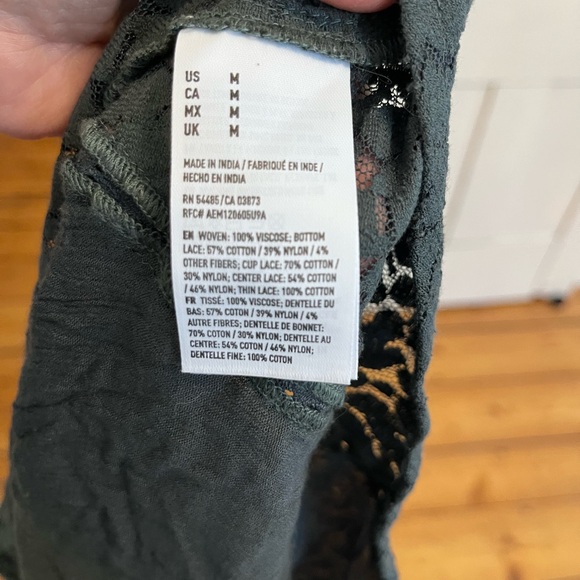 US M
CA M
MX M
UK M
MADE IN INDIA / FABRIQUÉ EN INDE /
HECHO EN INDIA
RN 54485 / CA 03873
RFC# AEM120605U9A
EN WOVEN: 100% VISCOSE; BOTTOM
LACE: 57% COTTON / 39% NYLON / 4%
OTHER FIBERS; CUP LACE: 70% COTTON /
30% NYLON; CENTER LACE: 54% COTTON
/ 46% NYLON; THIN LACE: 100% COTTON
FR TISSÉ: 100% VISCOSE; DENTELLE DU
BAS: 57% COTON / 39% NYLON / 4%
AUTRE FIBRES; DENTELLE DE BONNET:
70% COTON / 30% NYLON; DENTELLE AU
CENTRE: 54% COTON / 46% NYLON;
DENTELLE FINE: 100% COTON